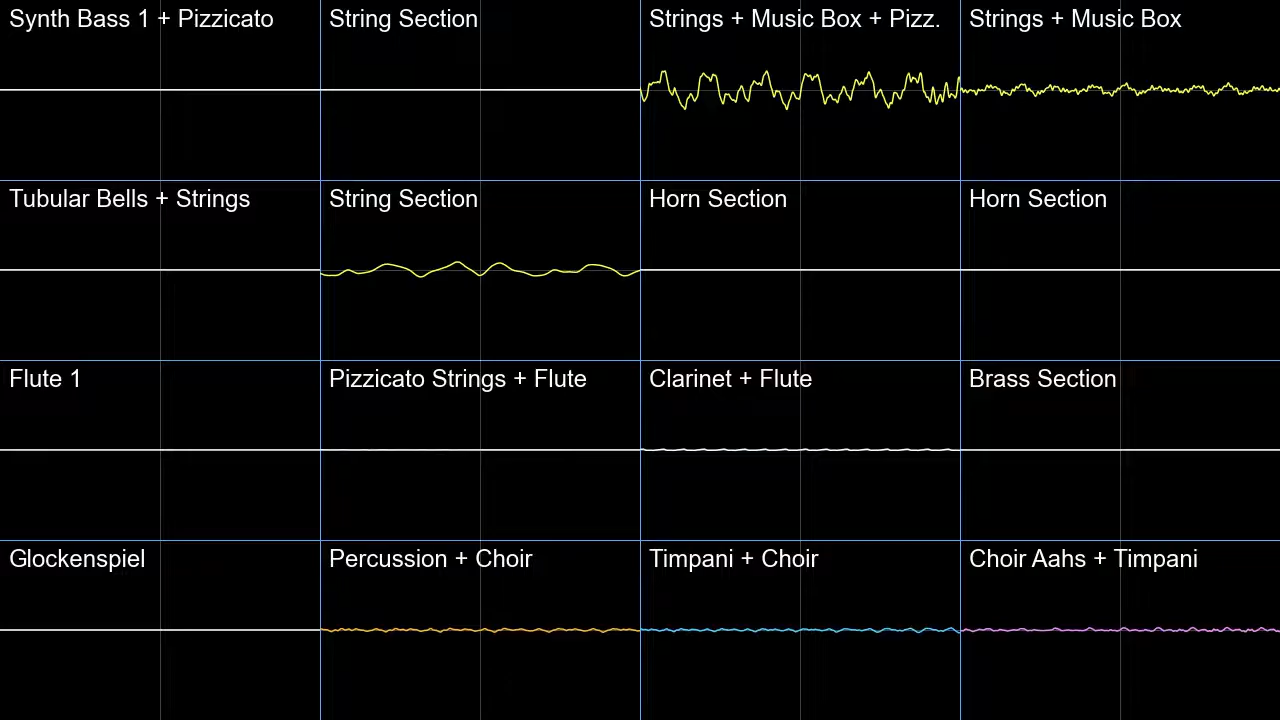 Synth Bass 1 + Pizzicato
String Section
Strings + Music Box + Pizz.
Strings + Music Box
Tubular Bells + Strings
String Section
Horn Section
Horn Section
Flute 1
Pizzicato Strings + Flute
Clarinet + Flute
Brass Section
Glockenspiel
Percussion + Choir
Timpani + Choir
Choir Aahs + Timpani